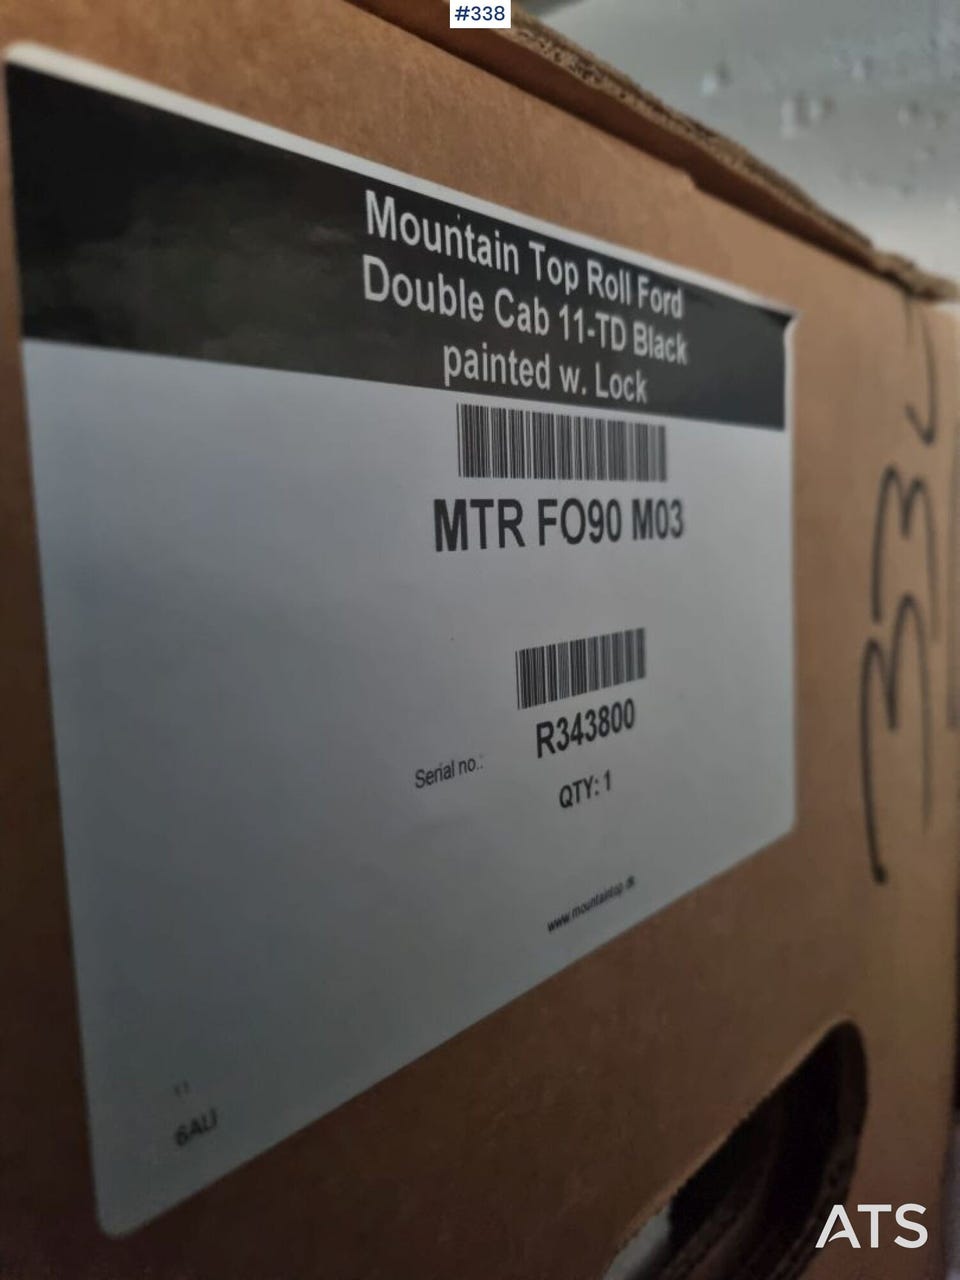 #338
Mountain Top Roll Ford
Double Cab 11-TD Black
painted w. Lock
MTR FO90 M03
R343800
Serial no.:
QTY: 1
www.mountaintop.dk
6ALI
ATS